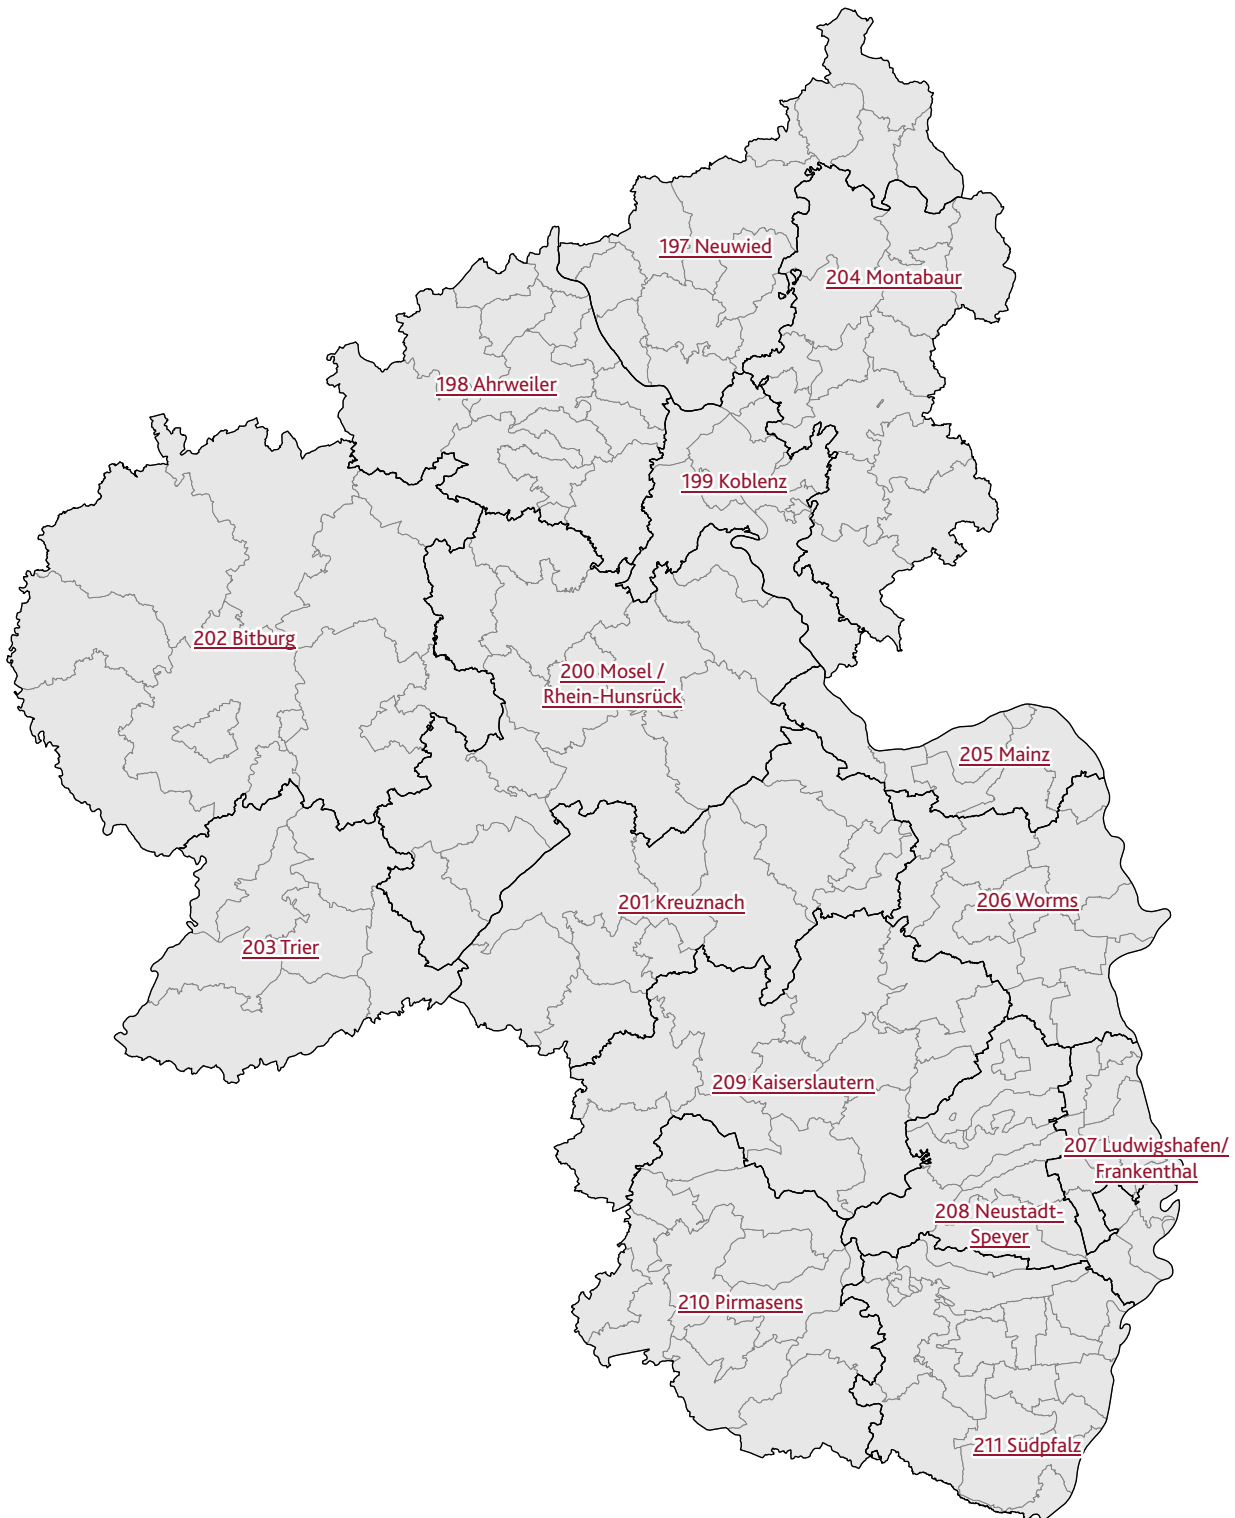 197 Neuwied
204 Montabaur
198 Ahrweiler
199 Koblenz
202 Bitburg
200 Mosel /
Rhein-Hunsrück
205 Mainz
201 Kreuznach
206 Worms
203 Trier
209 Kaiserslautern
207 Ludwigshafen/
Frankenthal
208 Neustadt-
Speyer
210 Pirmasens
211 Südpfalz